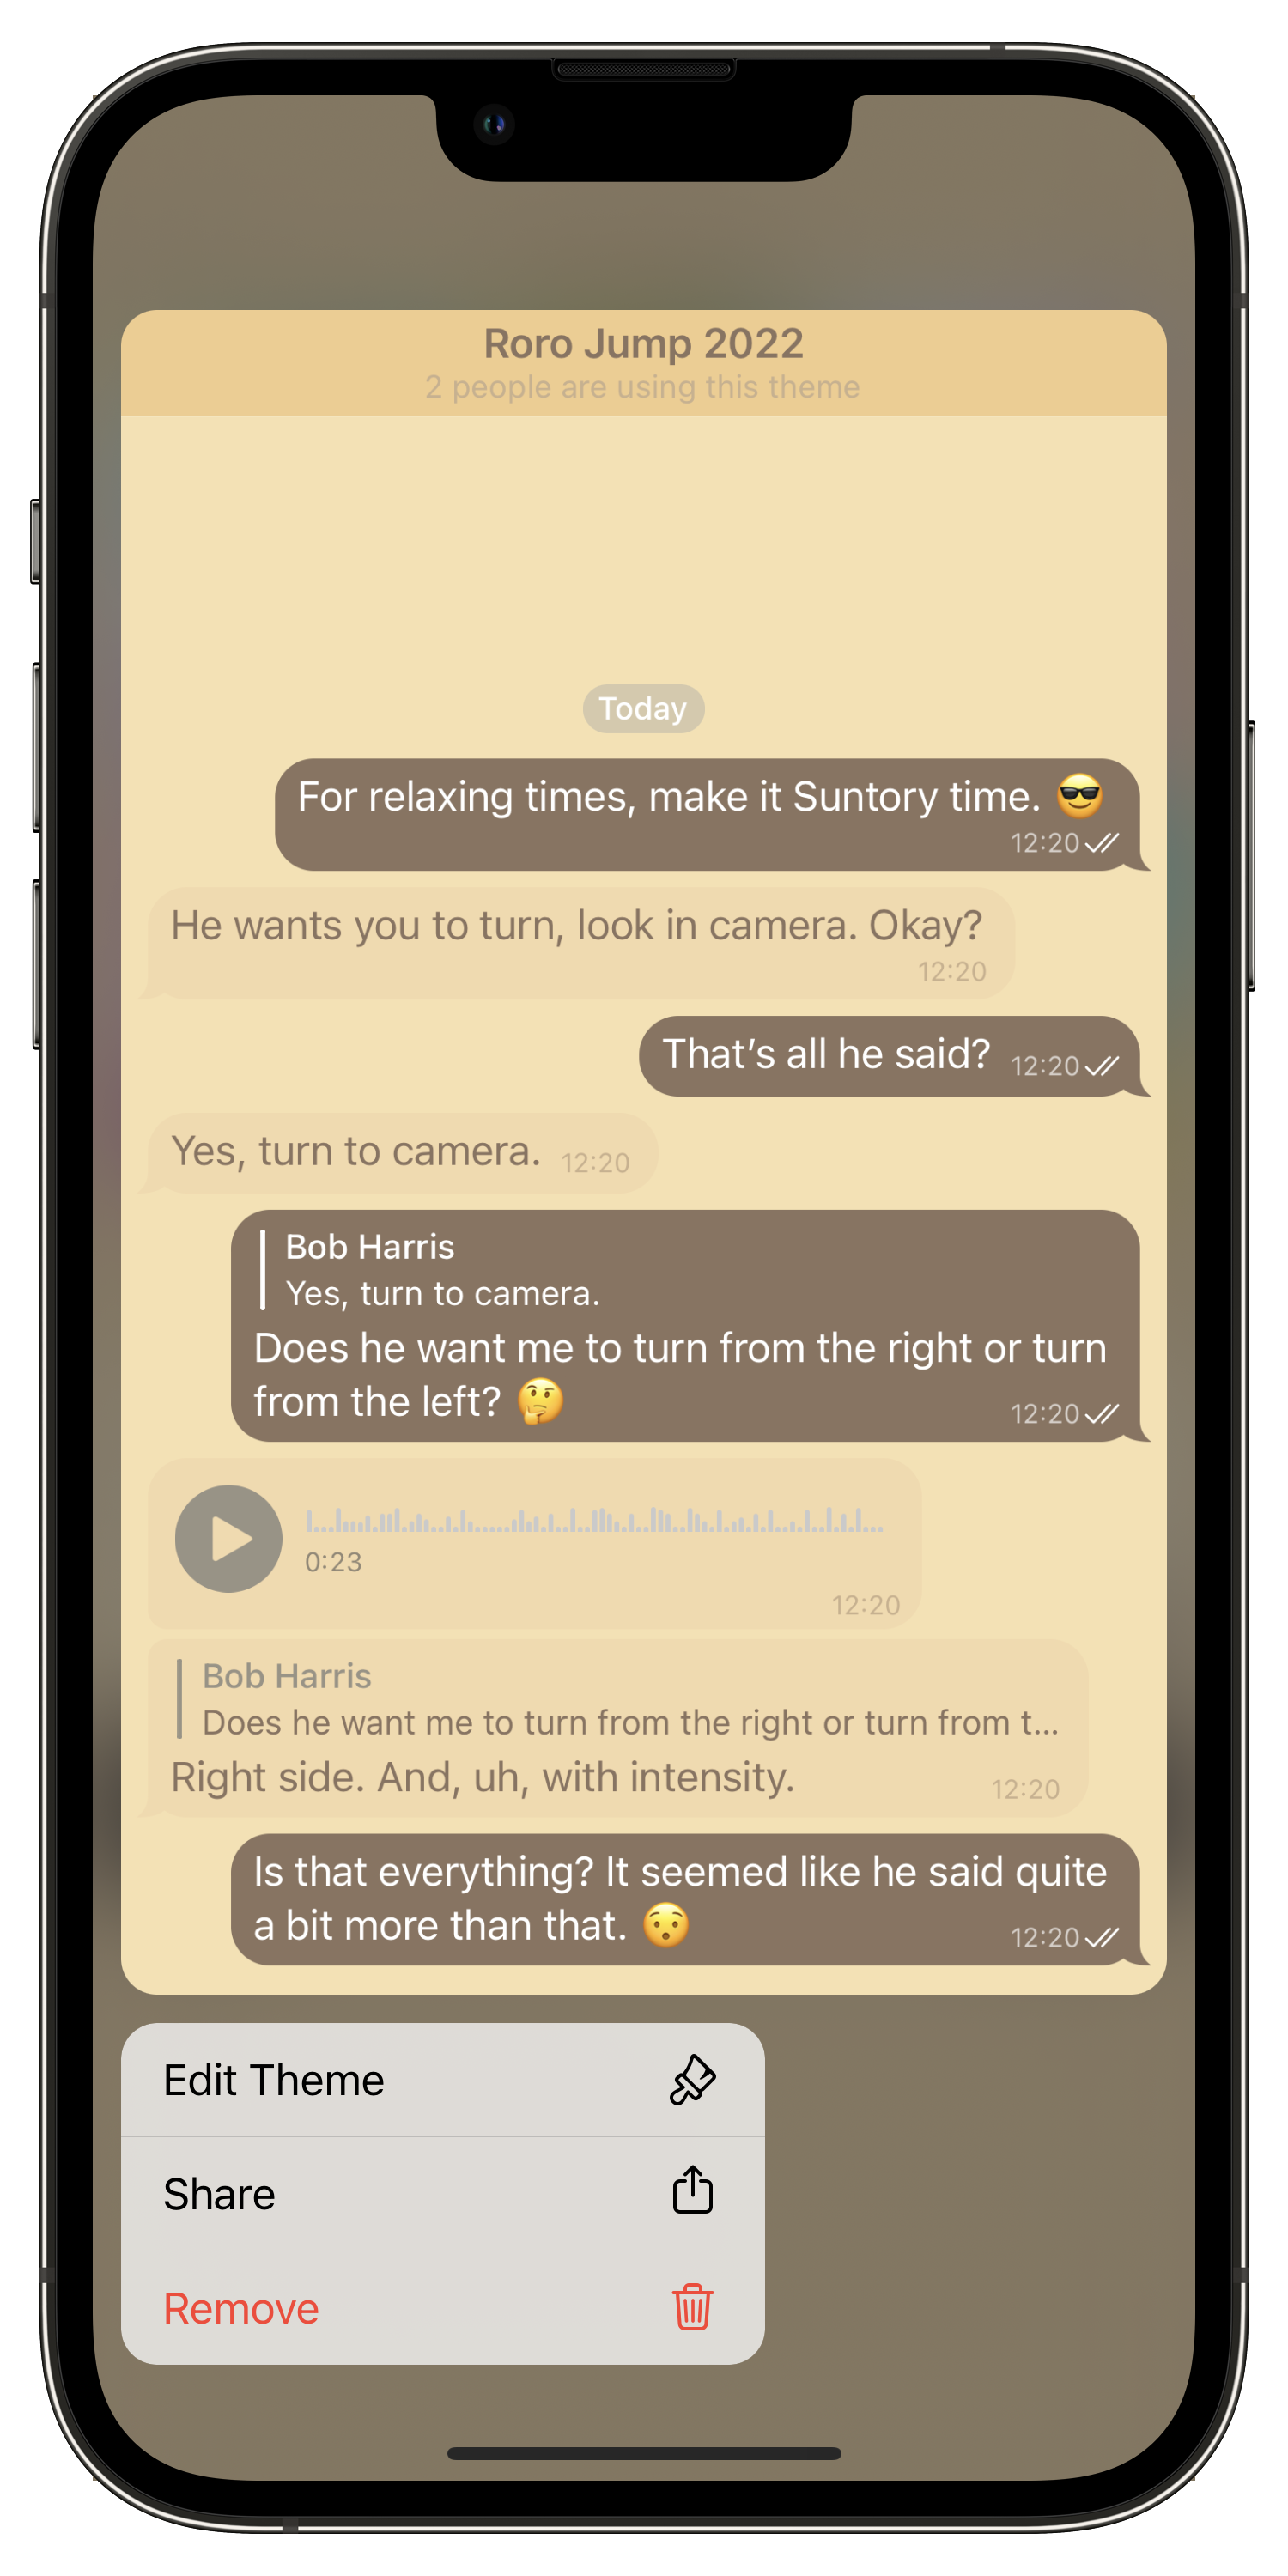 Roro Jump 2022
2 people are using this theme
Today
For relaxing times, make it Suntory time. 😎
12:20
He wants you to turn, look in camera. Okay?
12:20
That’s all he said? 12:20
Yes, turn to camera. 12:20
Bob Harris
Yes, turn to camera.
Does he want me to turn from the right or turn
from the left? 🤔 12:20
0:23
12:20
Bob Harris
Does he want me to turn from the right or turn from t...
Right side. And, uh, with intensity. 12:20
Is that everything? It seemed like he said quite
a bit more than that. 😯 12:20
Edit Theme
Share
Remove